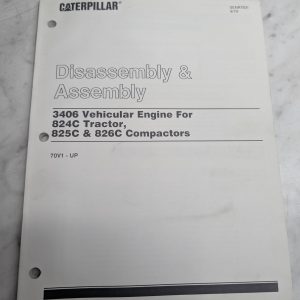 CATERPILLAR
Disassembly &
Assembly
3406 Vehicular Engine For
824C Tractor,
825C & 826C Compactors
70V1 - UP